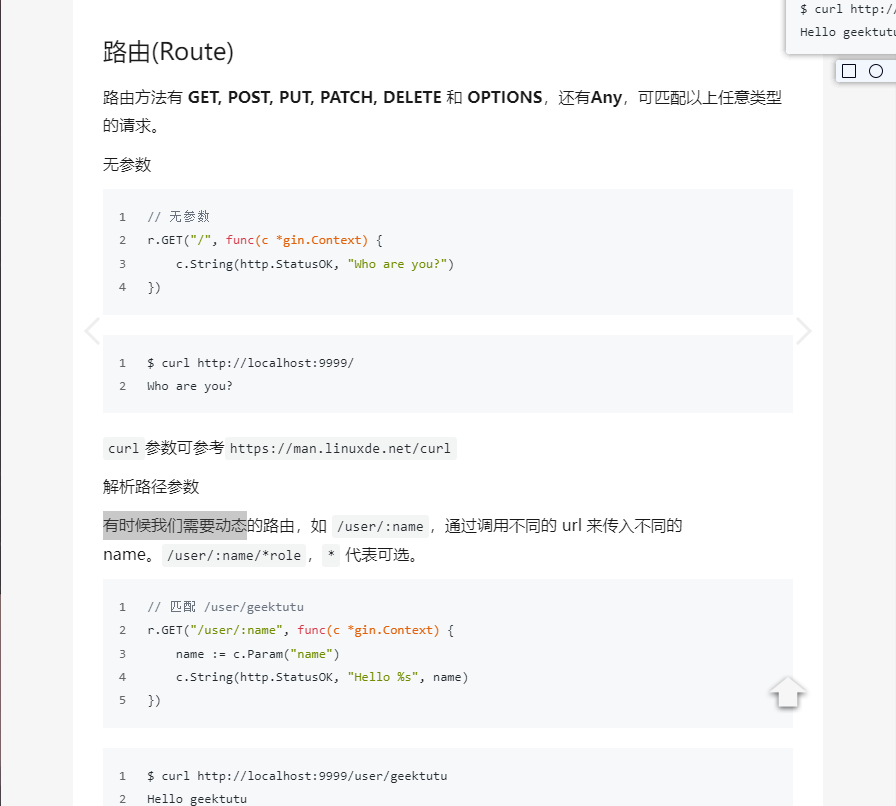 $ curl http:/
Hello geektut
路由(Route)
路由方法有 GET, POST, PUT, PATCH, DELETE 和 OPTIONS，还有Any，可匹配以上任意类型
的请求。
无参数
1 // 无参数
2 r.GET("/", func(c *gin.Context) {
3 c.String(http.StatusOK, "Who are you?")
4 })
1 $ curl http://localhost:9999/
2 Who are you?
curl 参数可参考 https://man.linuxde.net/curl
解析路径参数
有时候我们需要动态的路由，如 /user/:name，通过调用不同的 url 来传入不同的
name。/user/:name/*role，* 代表可选。
1 // 匹配 /user/geektutu
2 r.GET("/user/:name", func(c *gin.Context) {
3 name := c.Param("name")
4 c.String(http.StatusOK, "Hello %s", name)
5 })
1 $ curl http://localhost:9999/user/geektutu
2 Hello geektutu